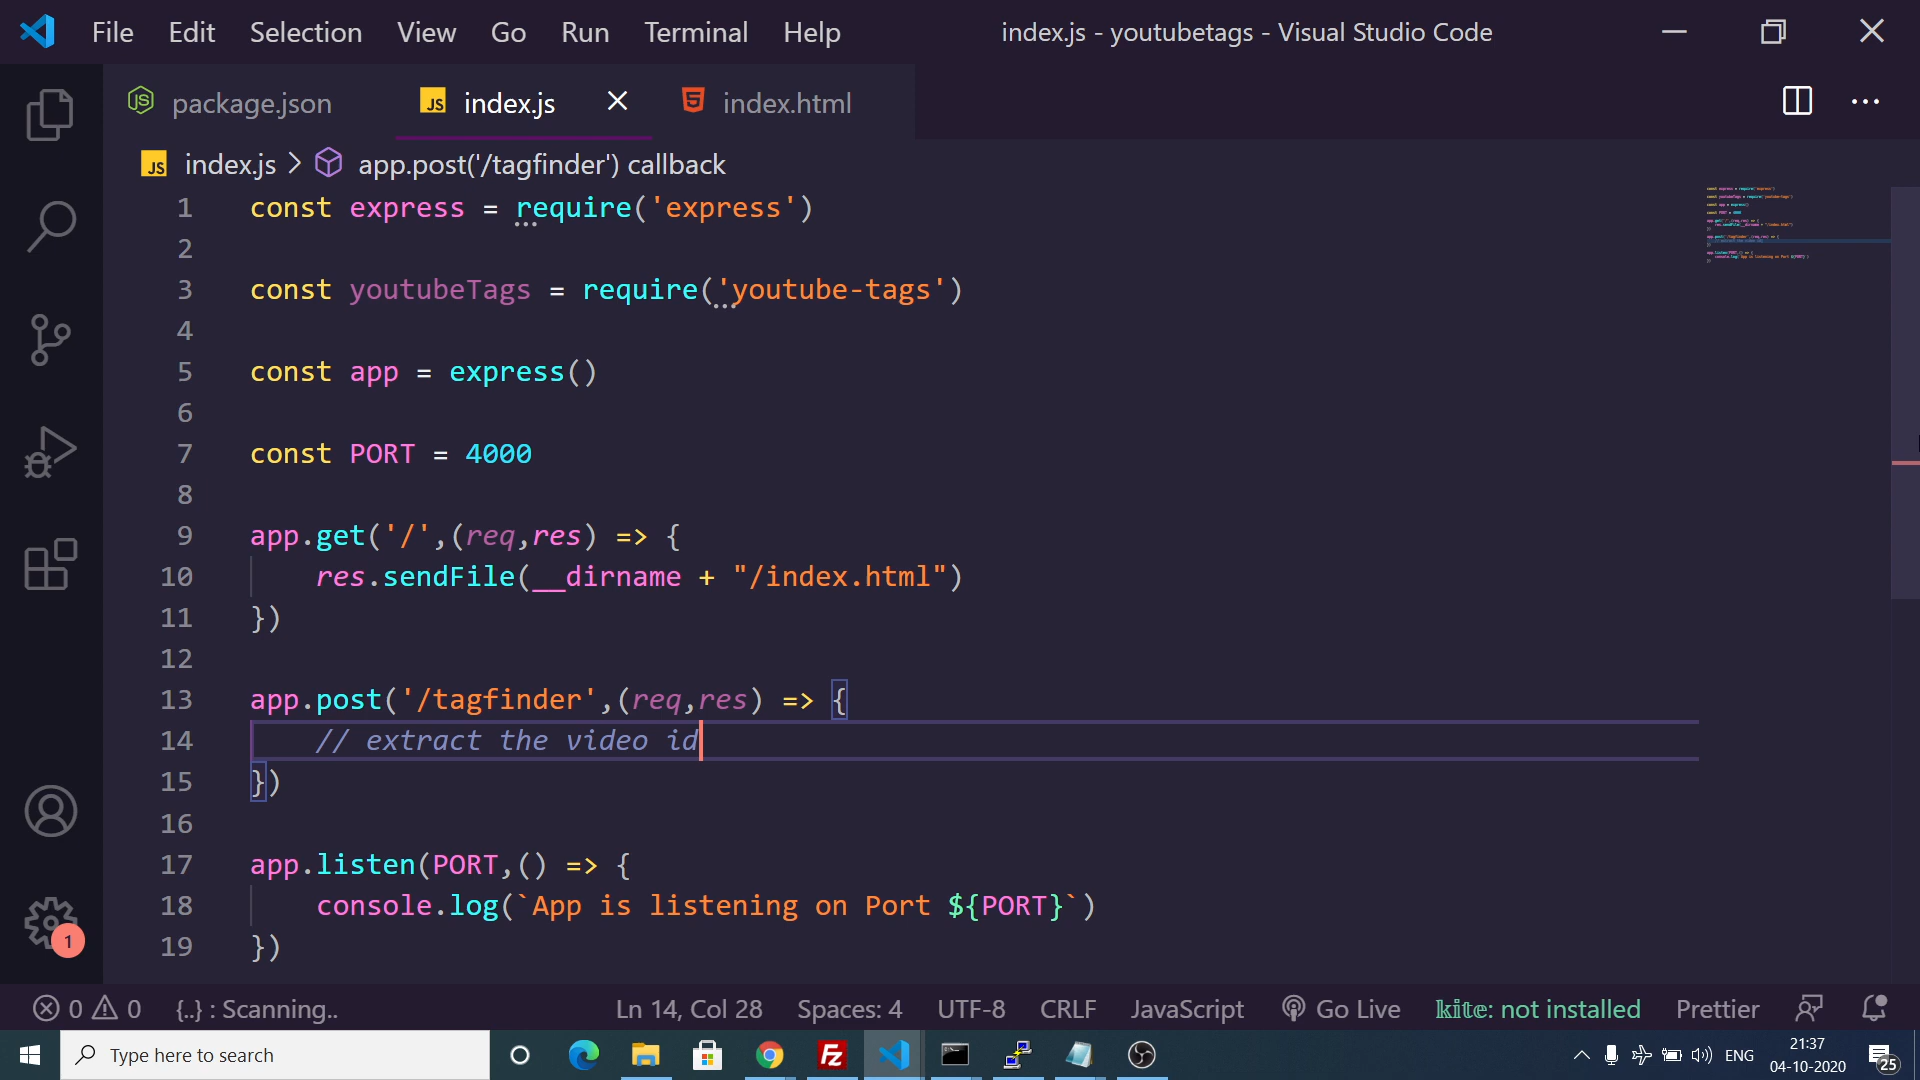 File Edit Selection View Go Run Terminal Help index.js - youtubetags - Visual Studio Code
package.json JS index.js index.html
JS index.js > app.post('/tagfinder') callback
1 const express = require('express')
2
3 const youtubeTags = require('youtube-tags')
4
5 const app = express()
6
7 const PORT = 4000
8
9 app.get('/',(req,res) => {
10 res.sendFile(__dirname + "/index.html")
11 })
12
13 app.post('/tagfinder',(req,res) => {
14 // extract the video id
15 })
16
17 app.listen(PORT,() => {
18 console.log(`App is listening on Port ${PORT}`)
19 })
1
0 0 {..} : Scanning.. Ln 14, Col 28 Spaces: 4 UTF-8 CRLF JavaScript Go Live kite: not installed Prettier
Type here to search ENG 21:37
04-10-2020 25